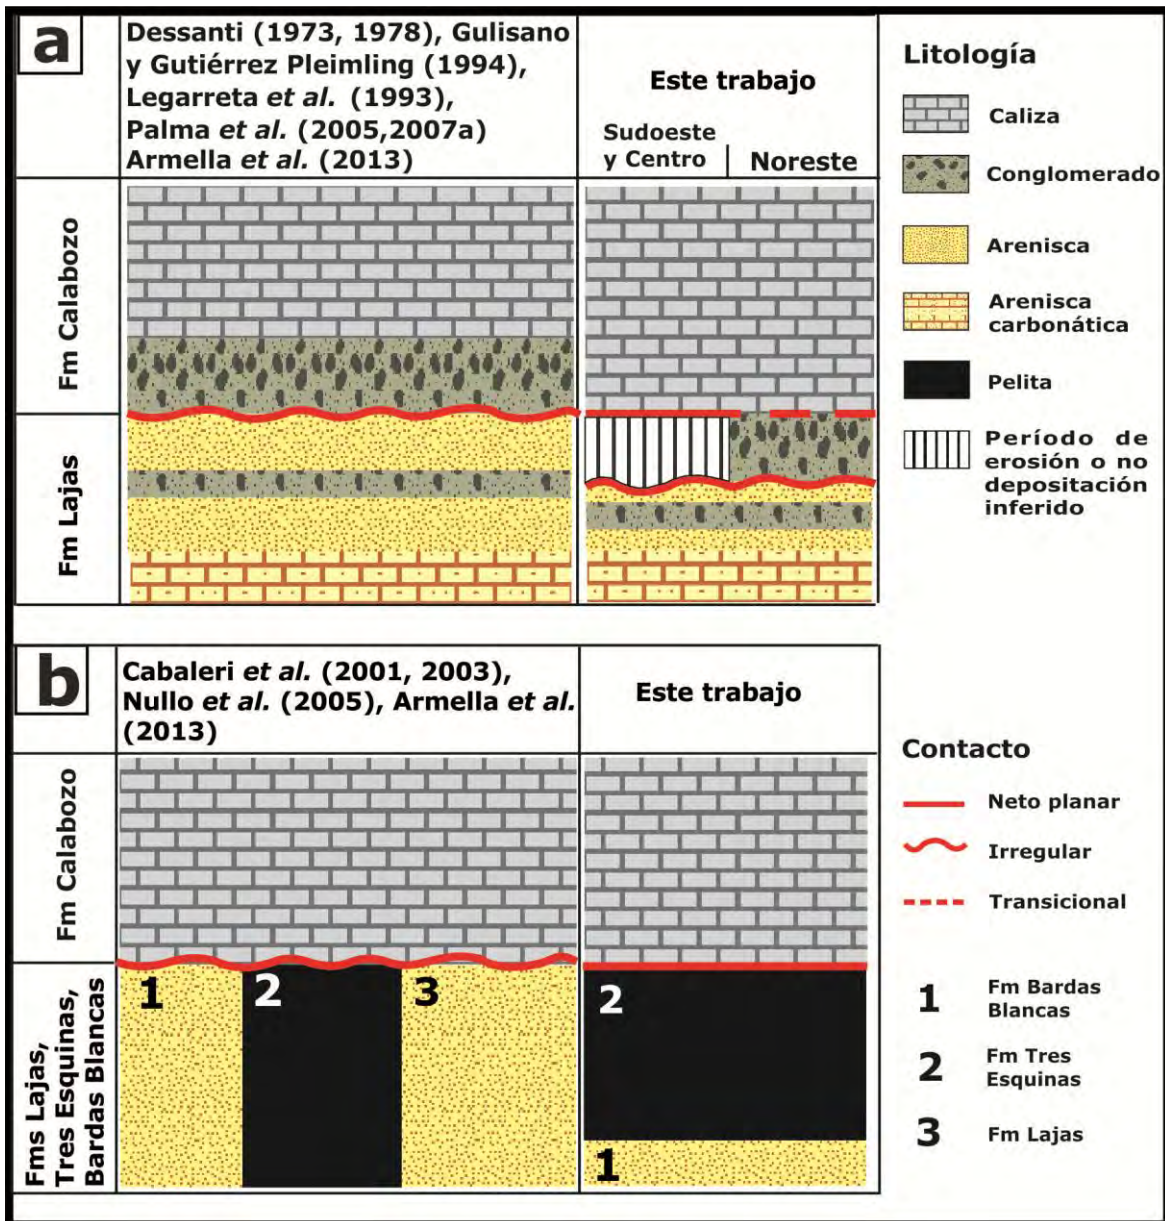 a
Dessanti (1973, 1978), Gulisano
y Gutiérrez Pleimling (1994),
Legarreta et al. (1993),
Palma et al. (2005,2007a)
Armella et al. (2013)
Este trabajo
Sudoeste
y Centro
Noreste
Fm Calabozo
Fm Lajas
Litología
Caliza
Conglomerado
Arenisca
Arenisca
carbonática
Pelita
Período de
erosión o no
depositación
inferido
b
Cabaleri et al. (2001, 2003),
Nullo et al. (2005), Armella et al.
(2013)
Este trabajo
Fm Calabozo
Fms Lajas,
Tres Esquinas,
Bardas Blancas
1
2
3
2
1
Contacto
Neto planar
Irregular
Transicional
1
Fm Bardas
Blancas
2
Fm Tres
Esquinas
3
Fm Lajas